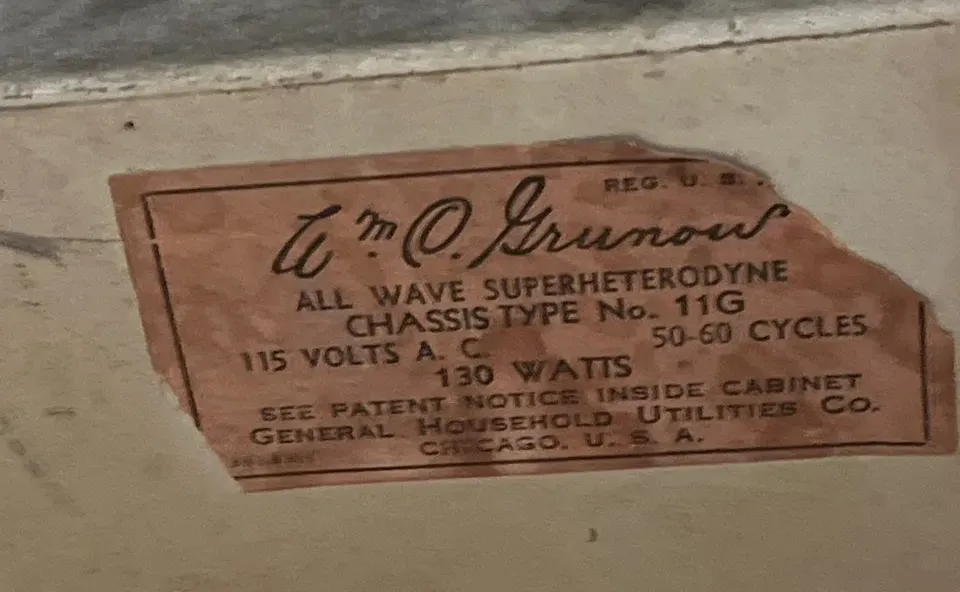 REG. U. S.
Wm. O. Grunow
ALL WAVE SUPERHETERODYNE
CHASSIS TYPE No. 11G
115 VOLTS A. C. 50-60 CYCLES
130 WATTS
SEE PATENT NOTICE INSIDE CABINET
GENERAL HOUSEHOLD UTILITIES CO.
CHICAGO, U. S. A.